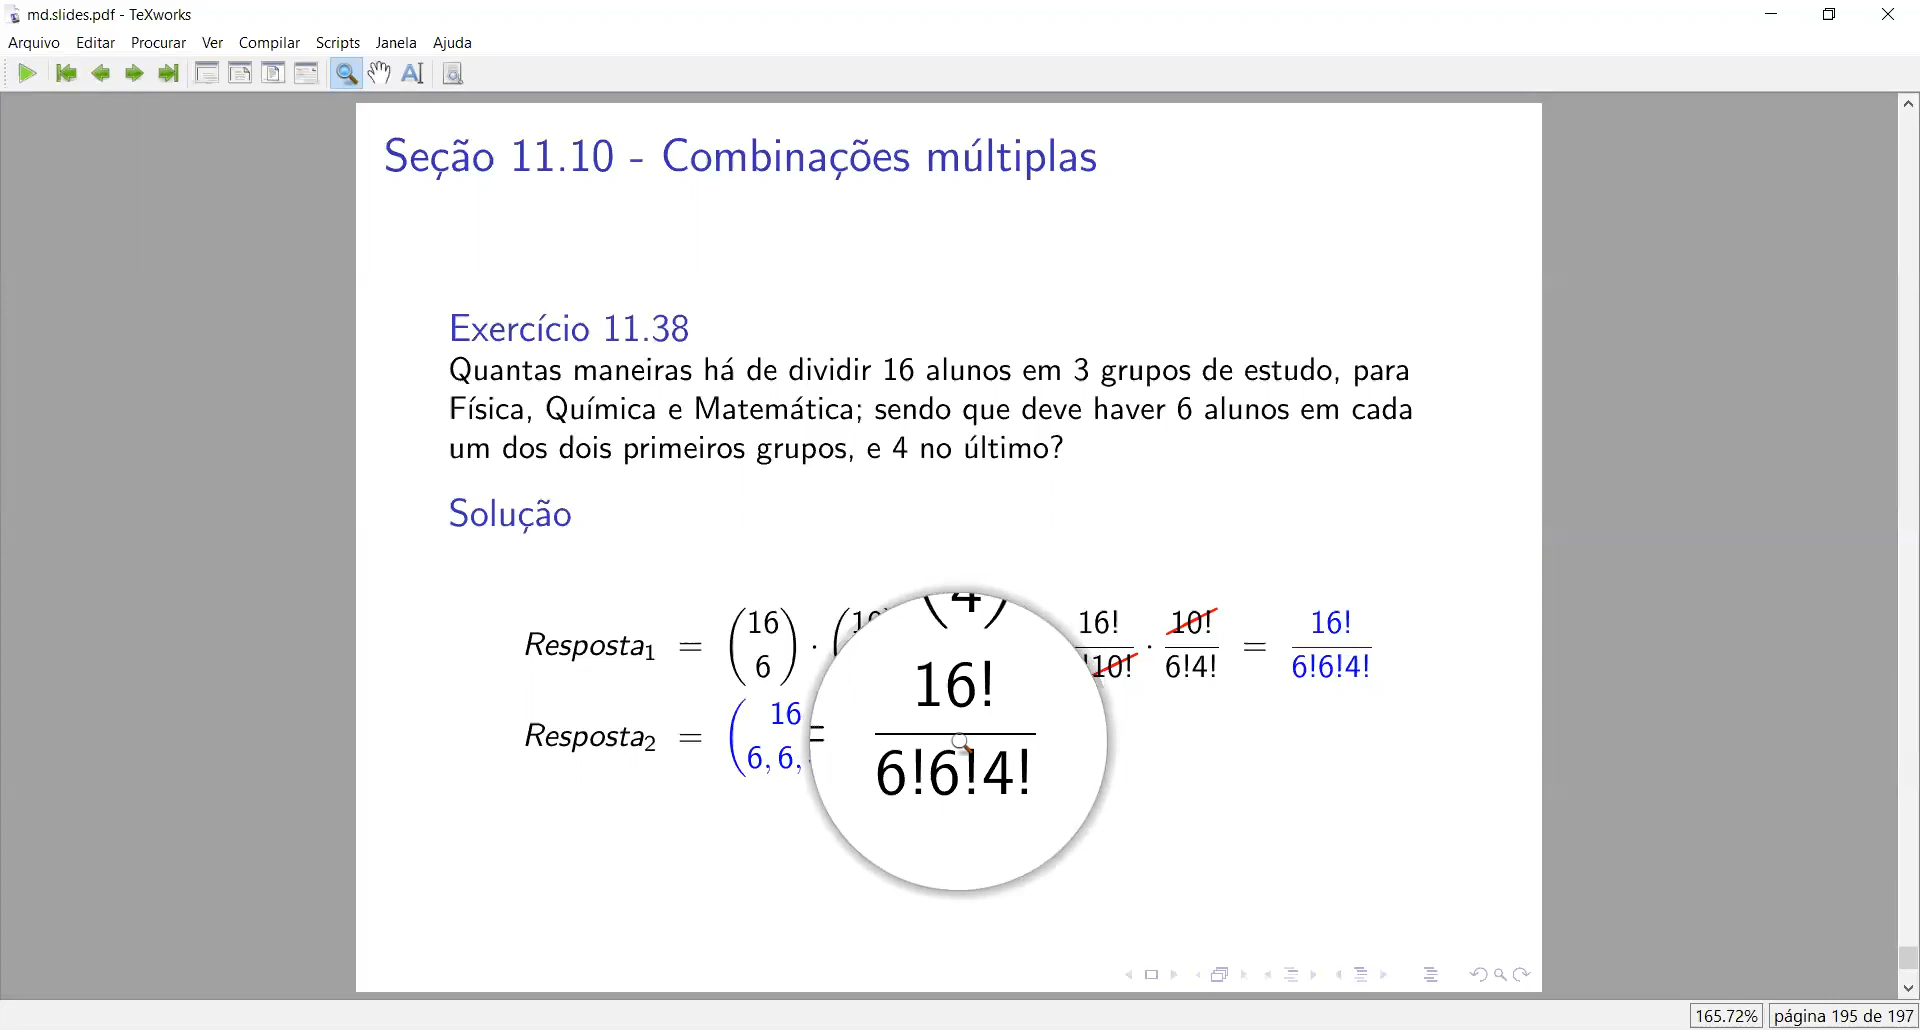 md.slides.pdf - TeXworks
Arquivo Editar Procurar Ver Compilar Scripts Janela Ajuda
Seção 11.10 - Combinações múltiplas
Exercício 11.38
Quantas maneiras há de dividir 16 alunos em 3 grupos de estudo, para
Física, Química e Matemática; sendo que deve haver 6 alunos em cada
um dos dois primeiros grupos, e 4 no último?
Solução
Resposta₁ = (16 6) · (10 (4) 16! !10! · 10! 6!4! = 16! 6!6!4!
Resposta₂ = (16 6, 6, = 16! 6!6!4!
165.72% página 195 de 197